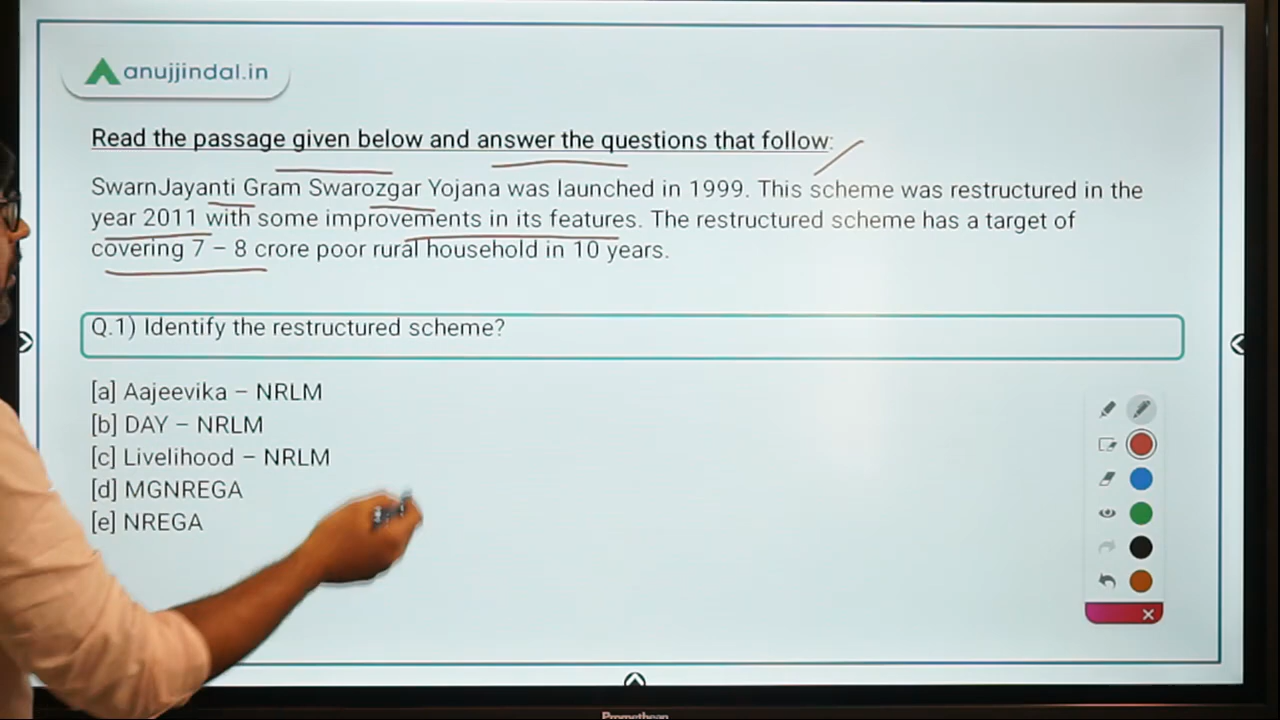 anujjindal.in
Read the passage given below and answer the questions that follow:
SwarnJayanti Gram Swarozgar Yojana was launched in 1999. This scheme was restructured in the
year 2011 with some improvements in its features. The restructured scheme has a target of
covering 7 – 8 crore poor rural household in 10 years.
Q.1) Identify the restructured scheme?
[a] Aajeevika – NRLM
[b] DAY – NRLM
[c] Livelihood – NRLM
[d] MGNREGA
[e] NREGA
Promethean